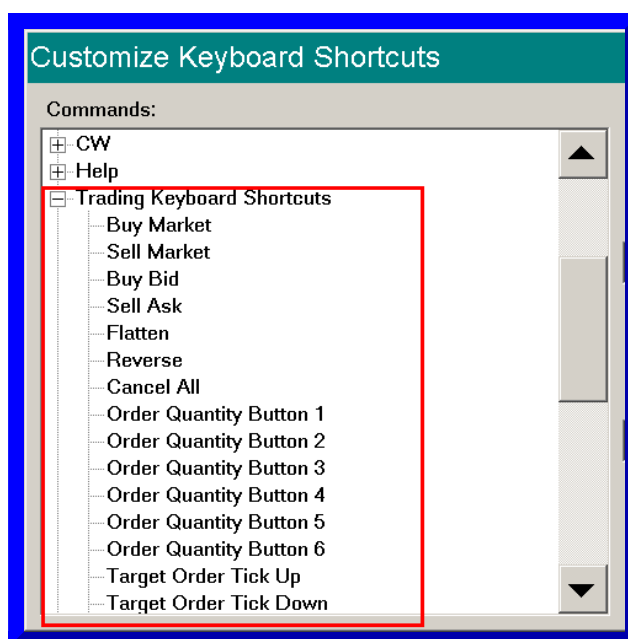 Customize Keyboard Shortcuts
Commands:
CW
Help
Trading Keyboard Shortcuts
Buy Market
Sell Market
Buy Bid
Sell Ask
Flatten
Reverse
Cancel All
Order Quantity Button 1
Order Quantity Button 2
Order Quantity Button 3
Order Quantity Button 4
Order Quantity Button 5
Order Quantity Button 6
Target Order Tick Up
Target Order Tick Down